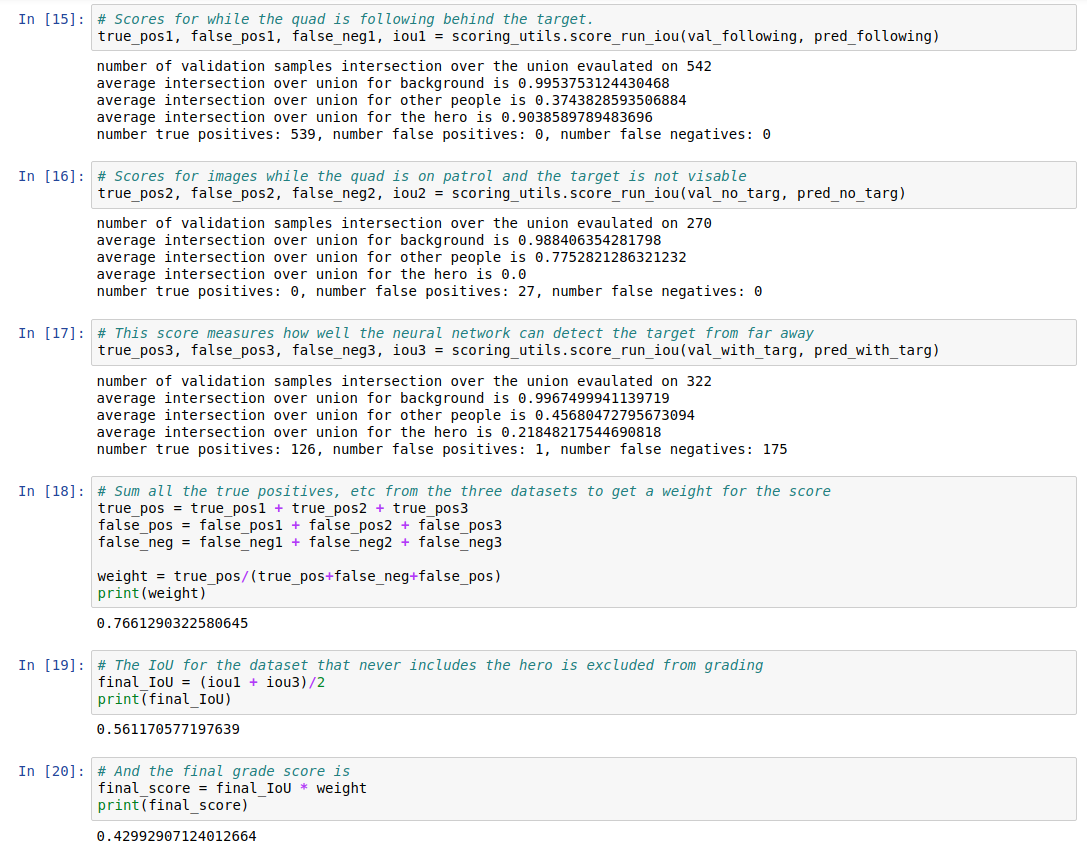 In [15]: # Scores for while the quad is following behind the target.
true_pos1, false_pos1, false_neg1, iou1 = scoring_utils.score_run_iou(val_following, pred_following)
number of validation samples intersection over the union evaulated on 542
average intersection over union for background is 0.9953753124430468
average intersection over union for other people is 0.3743828593506884
average intersection over union for the hero is 0.9038589789483696
number true positives: 539, number false positives: 0, number false negatives: 0
In [16]: # Scores for images while the quad is on patrol and the target is not visable
true_pos2, false_pos2, false_neg2, iou2 = scoring_utils.score_run_iou(val_no_targ, pred_no_targ)
number of validation samples intersection over the union evaulated on 270
average intersection over union for background is 0.988406354281798
average intersection over union for other people is 0.7752821286321232
average intersection over union for the hero is 0.0
number true positives: 0, number false positives: 27, number false negatives: 0
In [17]: # This score measures how well the neural network can detect the target from far away
true_pos3, false_pos3, false_neg3, iou3 = scoring_utils.score_run_iou(val_with_targ, pred_with_targ)
number of validation samples intersection over the union evaulated on 322
average intersection over union for background is 0.9967499941139719
average intersection over union for other people is 0.45680472795673094
average intersection over union for the hero is 0.21848217544690818
number true positives: 126, number false positives: 1, number false negatives: 175
In [18]: # Sum all the true positives, etc from the three datasets to get a weight for the score
true_pos = true_pos1 + true_pos2 + true_pos3
false_pos = false_pos1 + false_pos2 + false_pos3
false_neg = false_neg1 + false_neg2 + false_neg3
weight = true_pos/(true_pos+false_neg+false_pos)
print(weight)
0.7661290322580645
In [19]: # The IoU for the dataset that never includes the hero is excluded from grading
final_IoU = (iou1 + iou3)/2
print(final_IoU)
0.561170577197639
In [20]: # And the final grade score is
final_score = final_IoU * weight
print(final_score)
0.42992907124012664